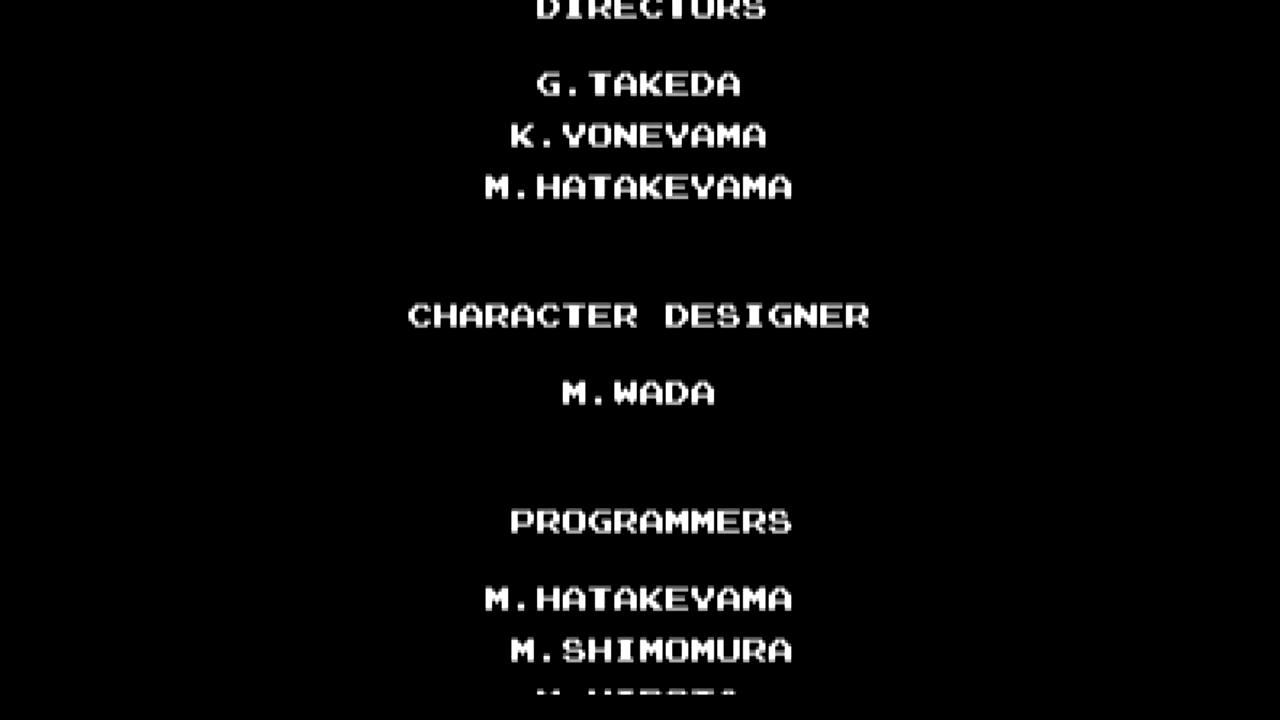 DIRECTORS
G.TAKEDA
K.YONEYAMA
M.HATAKEYAMA
CHARACTER DESIGNER
M.WADA
PROGRAMMERS
M.HATAKEYAMA
M.SHIMOMURA